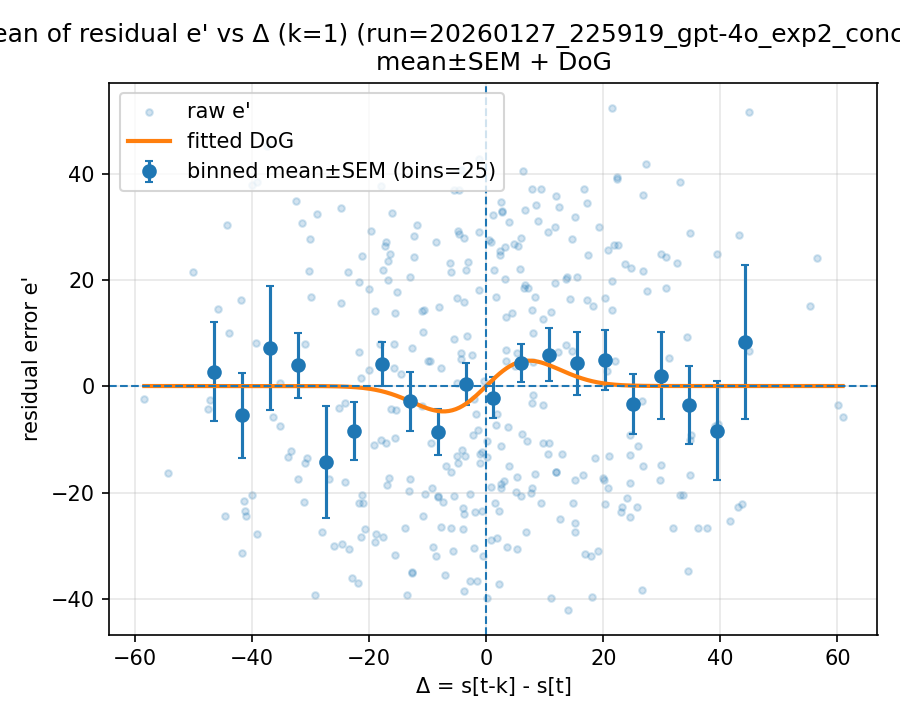 ean of residual e' vs Δ (k=1) (run=20260127_225919_gpt-4o_exp2_conc
mean±SEM + DoG
raw e'
fitted DoG
binned mean±SEM (bins=25)
residual error e'
40
20
0
−20
−40
−60
−40
−20
0
20
40
60
Δ = s[t-k] - s[t]